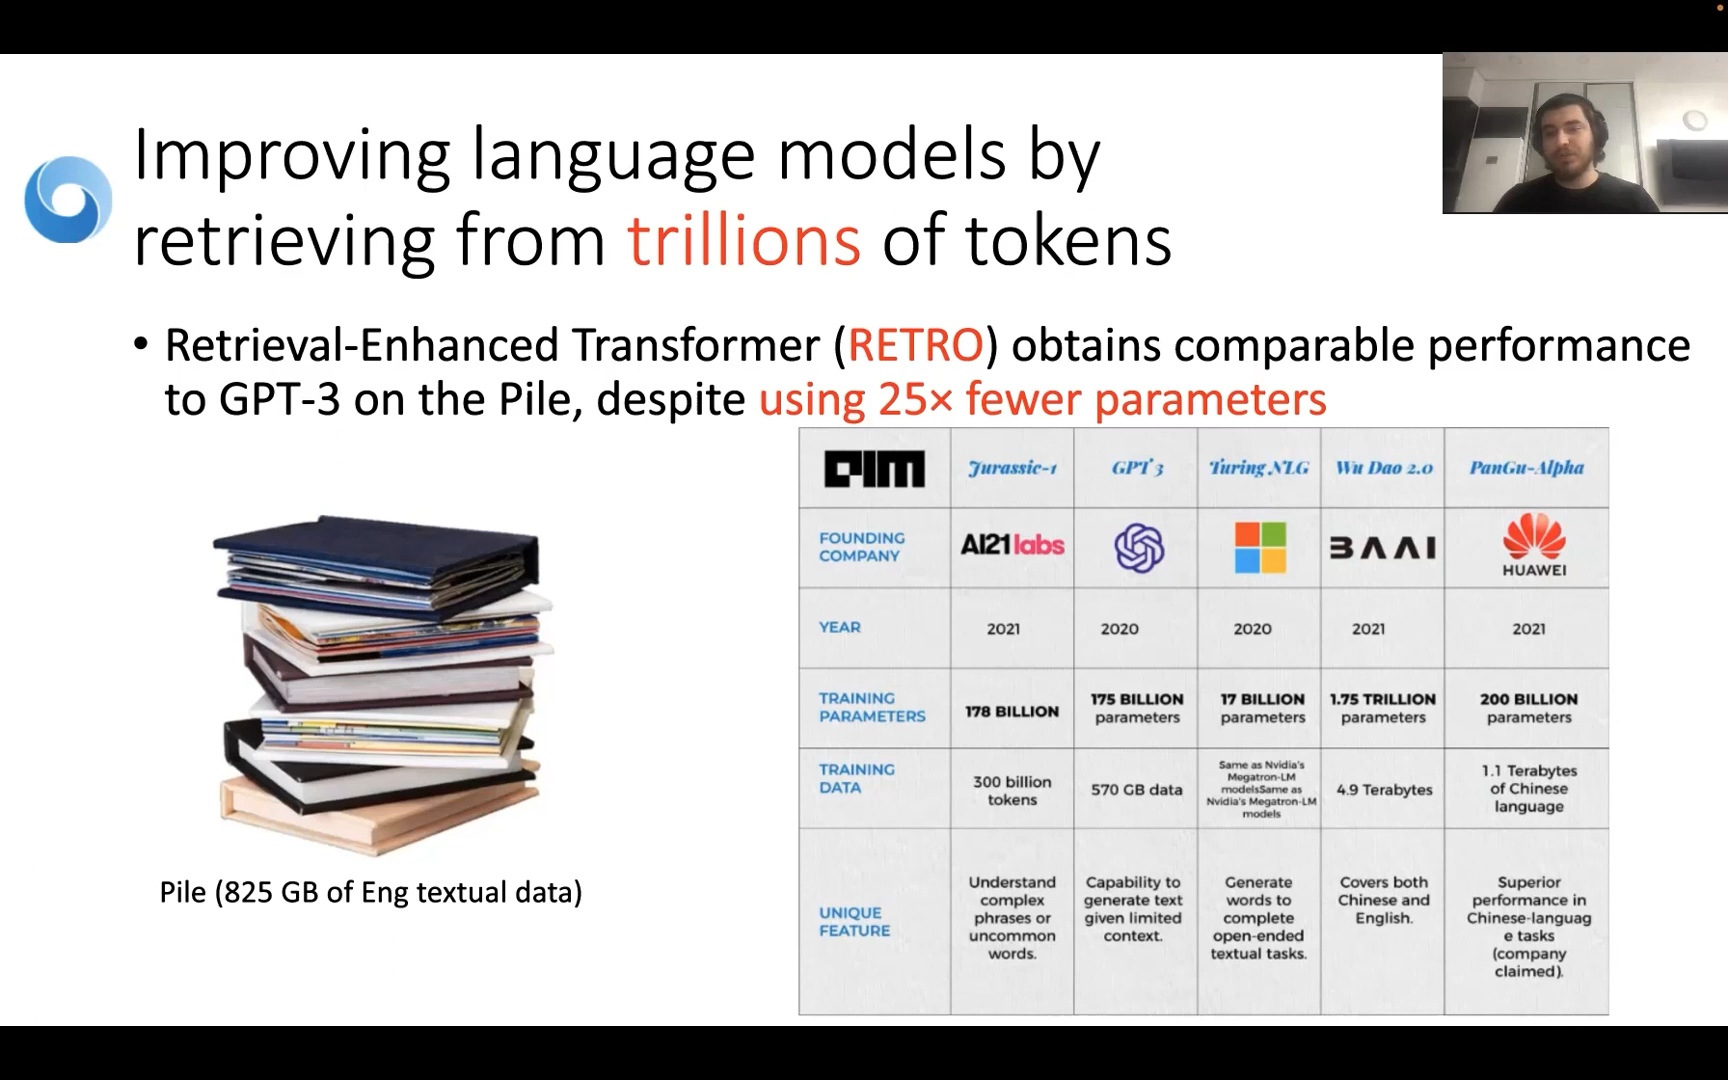 Improving language models by
retrieving from trillions of tokens
• Retrieval-Enhanced Transformer (RETRO) obtains comparable performance
to GPT-3 on the Pile, despite using 25× fewer parameters
Pile (825 GB of Eng textual data)
AIM
Jurassic-1
GPT 3
Turing NLG
Wu Dao 2.0
PanGu-Alpha
FOUNDING
COMPANY
AI21labs
BAAI
HUAWEI
YEAR
2021
2020
2020
2021
2021
TRAINING
PARAMETERS
178 BILLION
175 BILLION
parameters
17 BILLION
parameters
1.75 TRILLION
parameters
200 BILLION
parameters
TRAINING
DATA
300 billion
tokens
570 GB data
Same as Nvidia's
Megatron-LM
modelsSame as
Nvidia's Megatron-LM
models
4.9 Terabytes
1.1 Terabytes
of Chinese
language
UNIQUE
FEATURE
Understand
complex
phrases or
uncommon
words.
Capability to
generate text
given limited
context.
Generate
words to
complete
open-ended
textual tasks.
Covers both
Chinese and
English.
Superior
performance in
Chinese-languag
e tasks
(company
claimed).